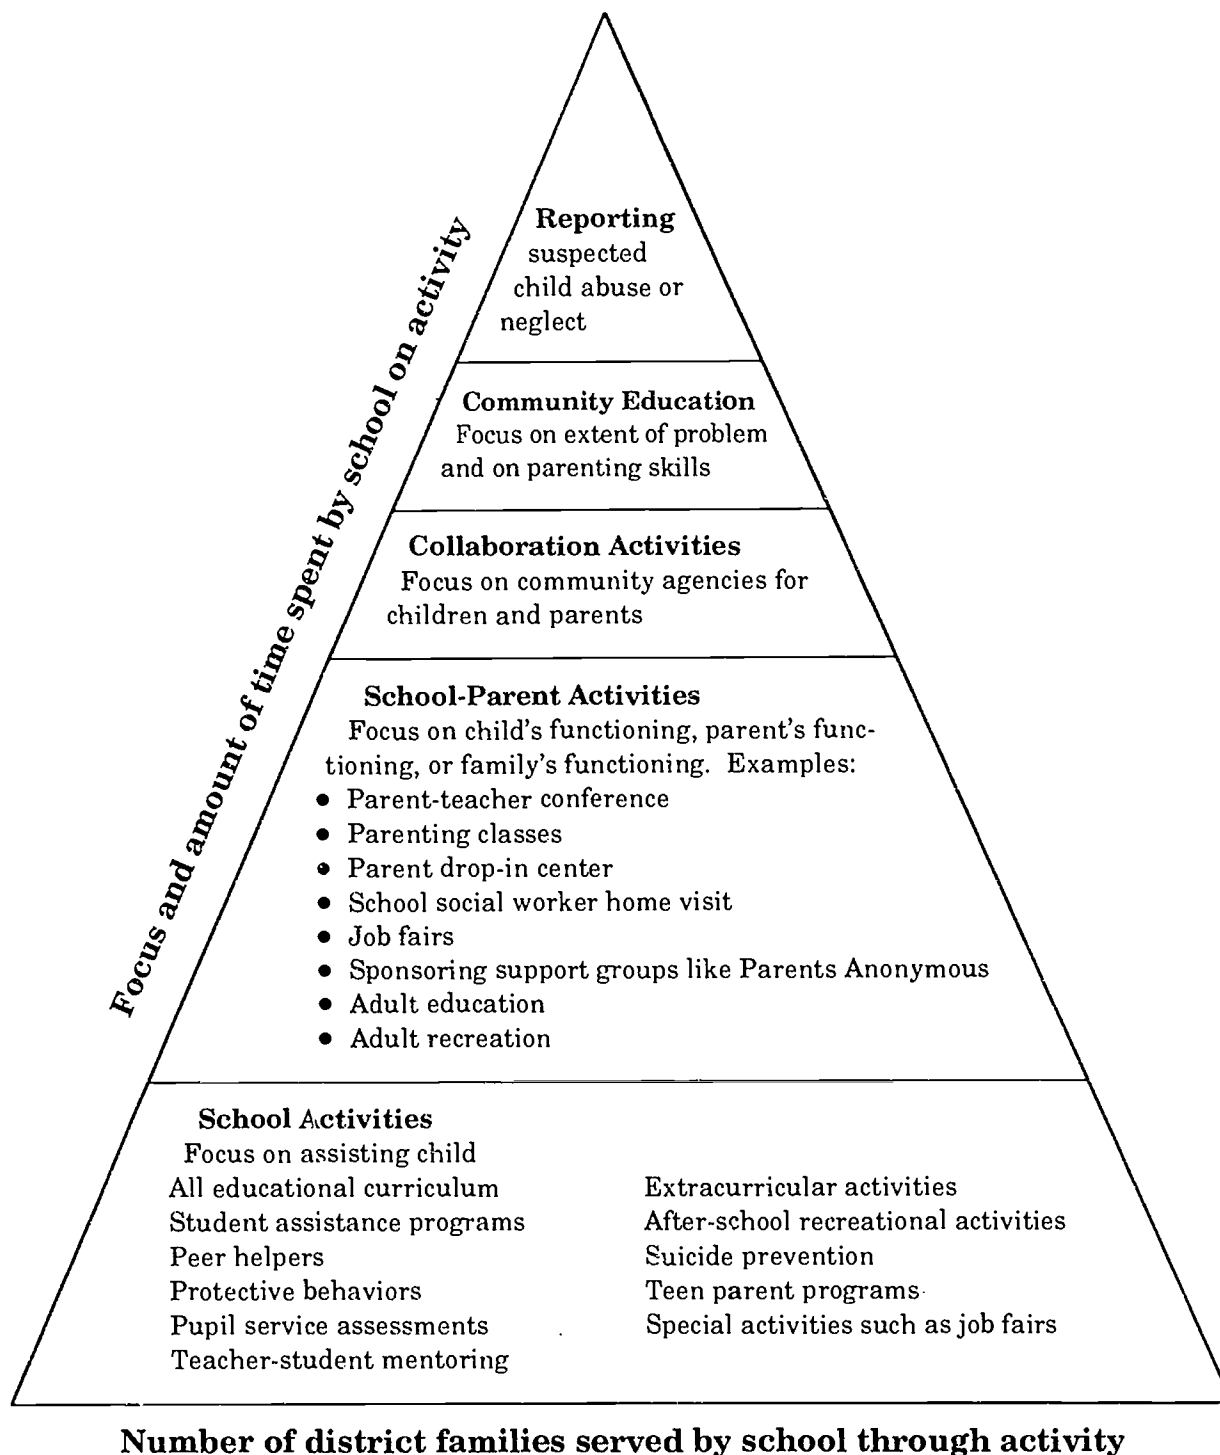 Reporting
suspected
child abuse or
neglect
Community Education
Focus on extent of problem
and on parenting skills
Collaboration Activities
Focus on community agencies for
children and parents
School-Parent Activities
Focus on child's functioning, parent's func-
tioning, or family's functioning. Examples:
• Parent-teacher conference
• Parenting classes
• Parent drop-in center
• School social worker home visit
• Job fairs
• Sponsoring support groups like Parents Anonymous
• Adult education
• Adult recreation
School Activities
Focus on assisting child
All educational curriculum
Student assistance programs
Peer helpers
Protective behaviors
Pupil service assessments
Teacher-student mentoring
Extracurricular activities
After-school recreational activities
Suicide prevention
Teen parent programs
Special activities such as job fairs
Focus and amount of time spent by school on activity
Number of district families served by school through activity